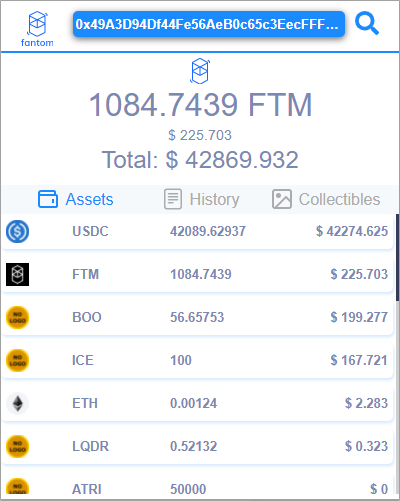 fantom
0x49A3D94Df44Fe56AeB0c65c3EecFFF...
1084.7439 FTM
$ 225.703
Total: $ 42869.932
Assets History Collectibles
USDC 42089.62937 $ 42274.625
FTM 1084.7439 $ 225.703
NO LOGO BOO 56.65753 $ 199.277
NO LOGO ICE 100 $ 167.721
ETH 0.00124 $ 2.283
NO LOGO LQDR 0.52132 $ 0.323
NO LOGO ATRI 50000 $ 0